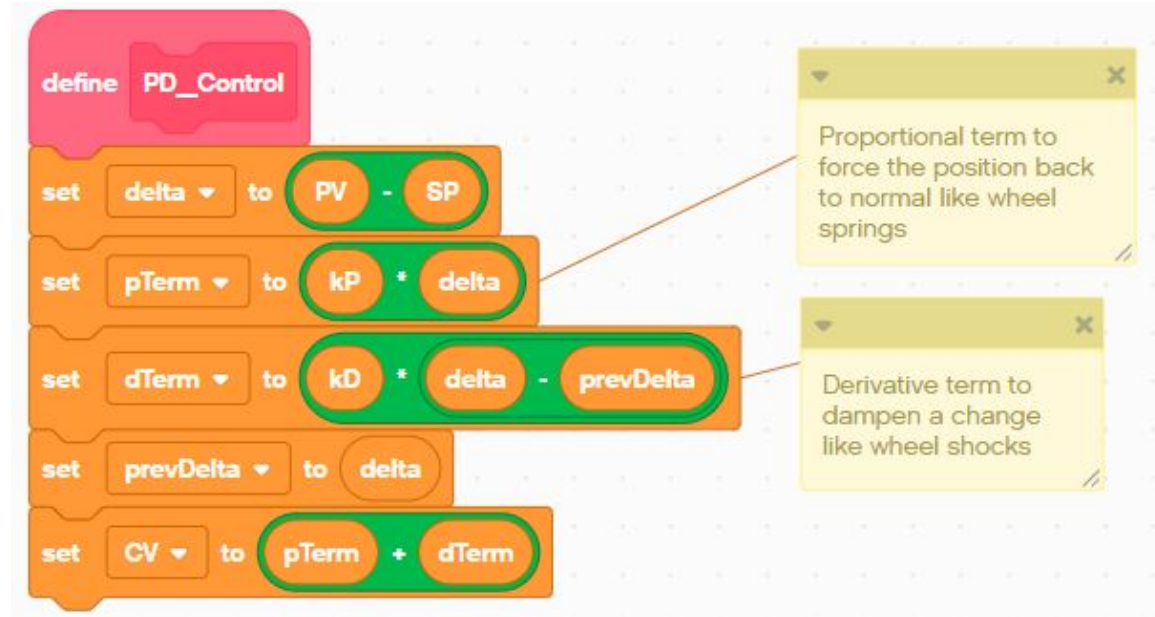 define PD_Control
set delta to PV - SP
set pTerm to kP * delta
set dTerm to kD * delta - prevDelta
set prevDelta to delta
set CV to pTerm + dTerm
Proportional term to
force the position back
to normal like wheel
springs
Derivative term to
dampen a change
like wheel shocks